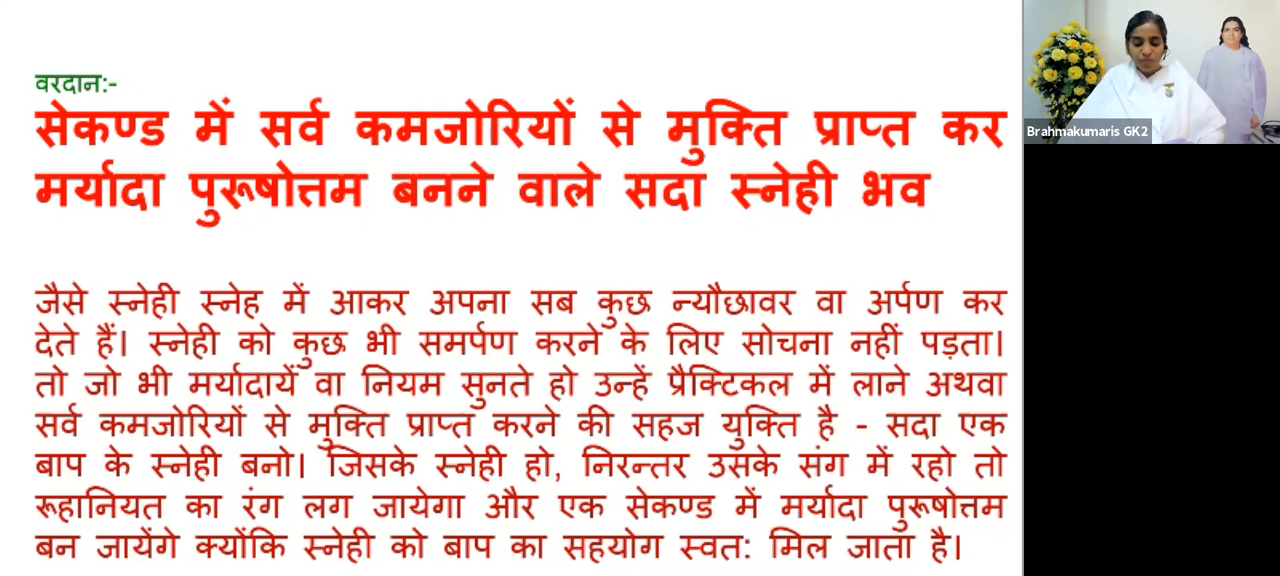 वरदान:-
सेकण्ड में सर्व कमजोरियों से मुक्ति प्राप्त कर
मर्यादा पुरूषोत्तम बनने वाले सदा स्नेही भव
जैसे स्नेही स्नेह में आकर अपना सब कुछ न्यौछावर वा अर्पण कर
देते हैं। स्नेही को कुछ भी समर्पण करने के लिए सोचना नहीं पड़ता।
तो जो भी मर्यादायें वा नियम सुनते हो उन्हें प्रैक्टिकल में लाने अथवा
सर्व कमजोरियों से मुक्ति प्राप्त करने की सहज युक्ति है - सदा एक
बाप के स्नेही बनो। जिसके स्नेही हो, निरन्तर उसके संग में रहो तो
रूहानियत का रंग लग जायेगा और एक सेकण्ड में मर्यादा पुरूषोत्तम
बन जायेंगे क्योंकि स्नेही को बाप का सहयोग स्वत: मिल जाता है।
Brahmakumaris GK2